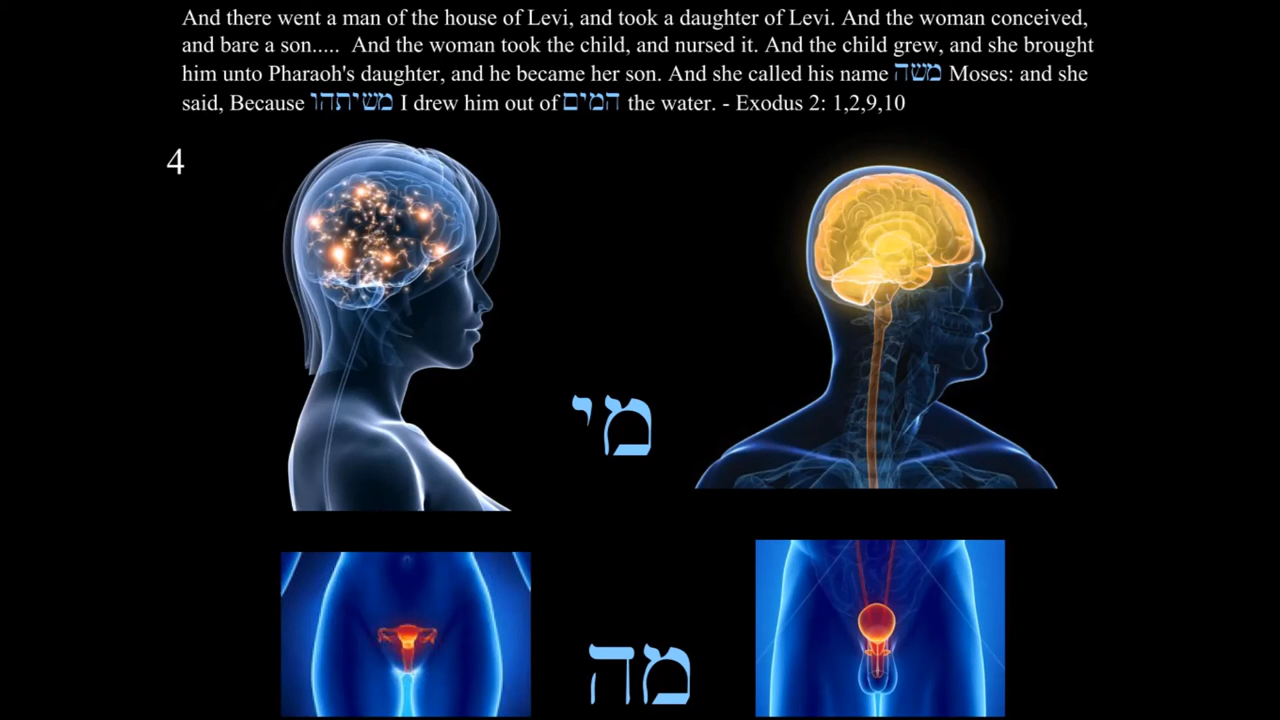 And there went a man of the house of Levi, and took a daughter of Levi. And the woman conceived,
and bare a son..... And the woman took the child, and nursed it. And the child grew, and she brought
him unto Pharaoh's daughter, and he became her son. And she called his name משה Moses: and she
said, Because משיתהו I drew him out of המים the water. - Exodus 2: 1,2,9,10
4
מי
מה